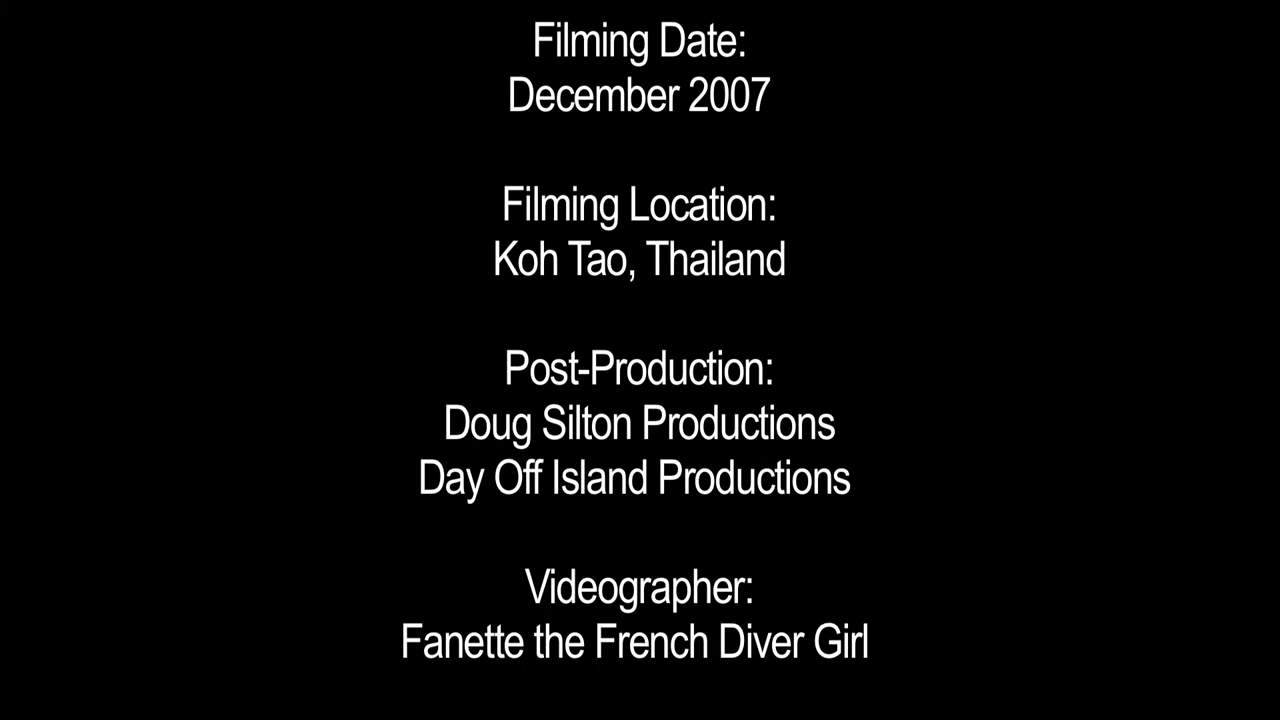 Filming Date:
December 2007
Filming Location:
Koh Tao, Thailand
Post-Production:
Doug Silton Productions
Day Off Island Productions
Videographer:
Fanette the French Diver Girl